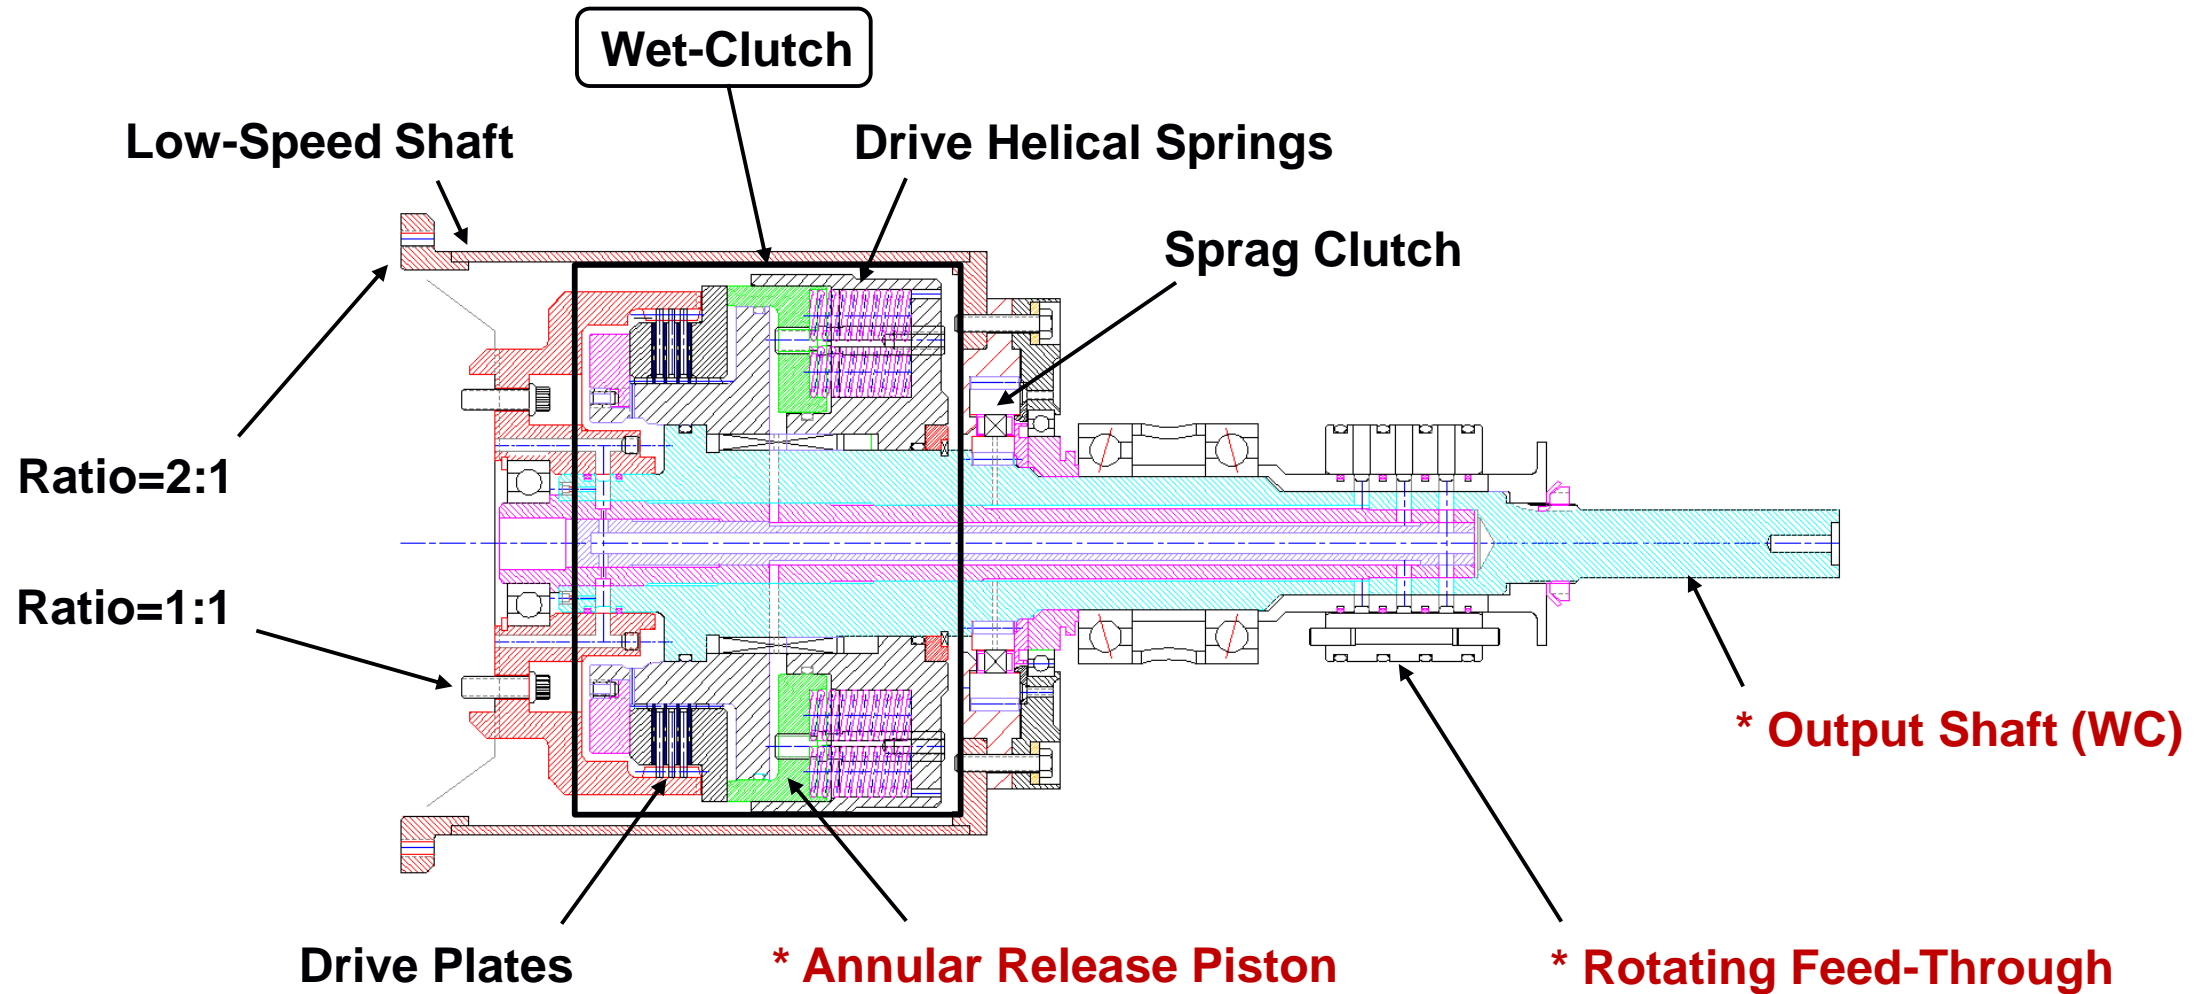 Wet-Clutch
Low-Speed Shaft
Drive Helical Springs
Sprag Clutch
Ratio=2:1
Ratio=1:1
* Output Shaft (WC)
Drive Plates
* Annular Release Piston
* Rotating Feed-Through